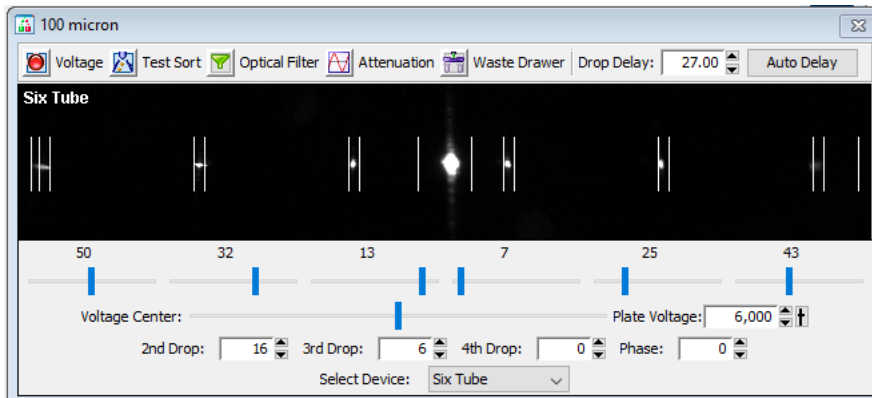 100 micron
Voltage Test Sort Optical Filter Attenuation Waste Drawer Drop Delay: 27.00 Auto Delay
Six Tube
50 32 13 7 25 43
Voltage Center: Plate Voltage: 6,000
2nd Drop: 16 3rd Drop: 6 4th Drop: 0 Phase: 0
Select Device: Six Tube